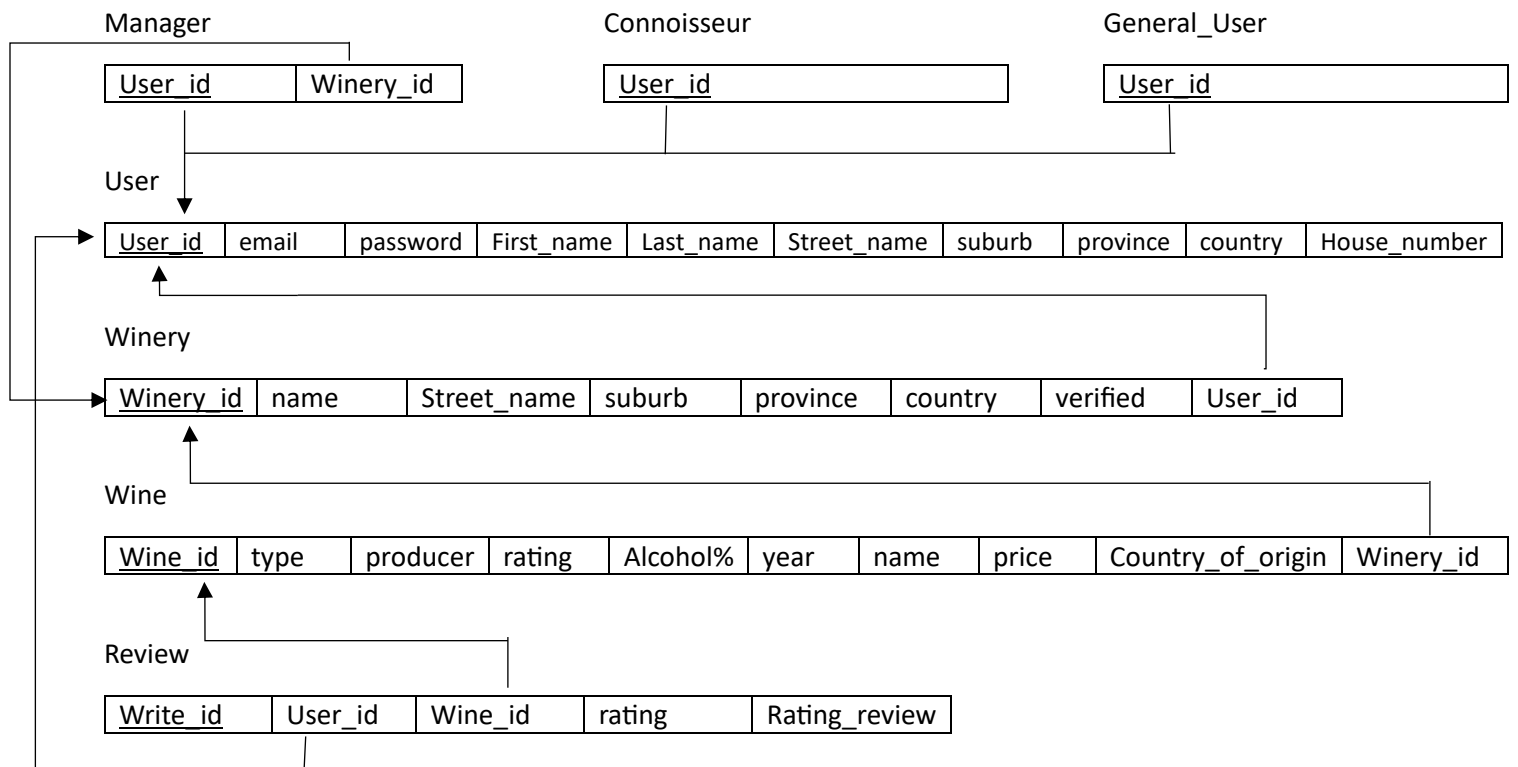 Manager Connoisseur General_User
User_id Winery_id User_id User_id
User
User_id email password First_name Last_name Street_name suburb province country House_number
Winery
Winery_id name Street_name suburb province country verified User_id
Wine
Wine_id type producer rating Alcohol% year name price Country_of_origin Winery_id
Review
Write_id User_id Wine_id rating Rating_review